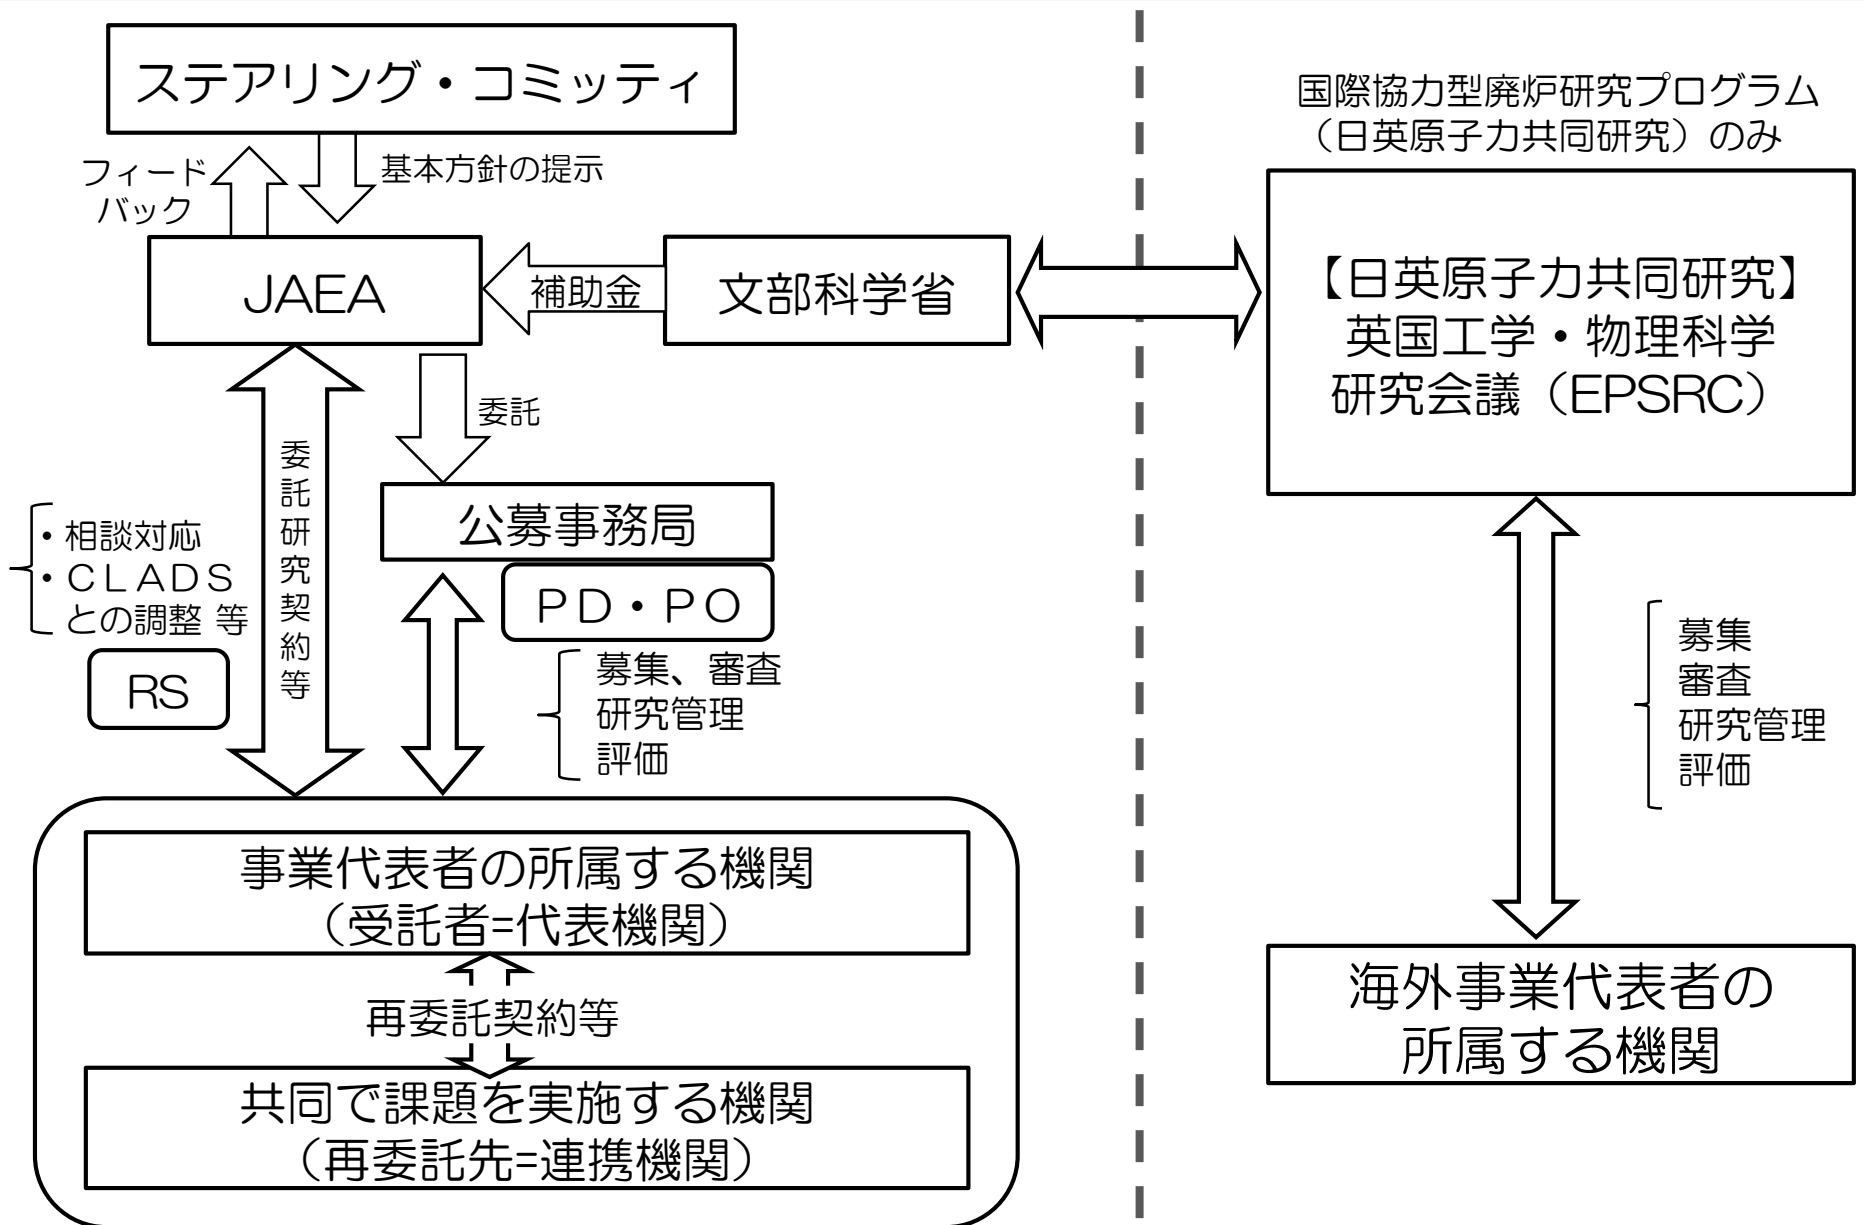 ステアリング・コミッティ
フィード
バック
基本方針の提示
JAEA
補助金
文部科学省
委託
委託研究契約等
・相談対応
・ＣＬＡＤＳ
との調整 等
RS
公募事務局
ＰＤ・ＰＯ
募集、審査
研究管理
評価
事業代表者の所属する機関
（受託者=代表機関）
再委託契約等
共同で課題を実施する機関
（再委託先=連携機関）
国際協力型廃炉研究プログラム
（日英原子力共同研究）のみ
【日英原子力共同研究】
英国工学・物理科学
研究会議（EPSRC）
募集
審査
研究管理
評価
海外事業代表者の
所属する機関